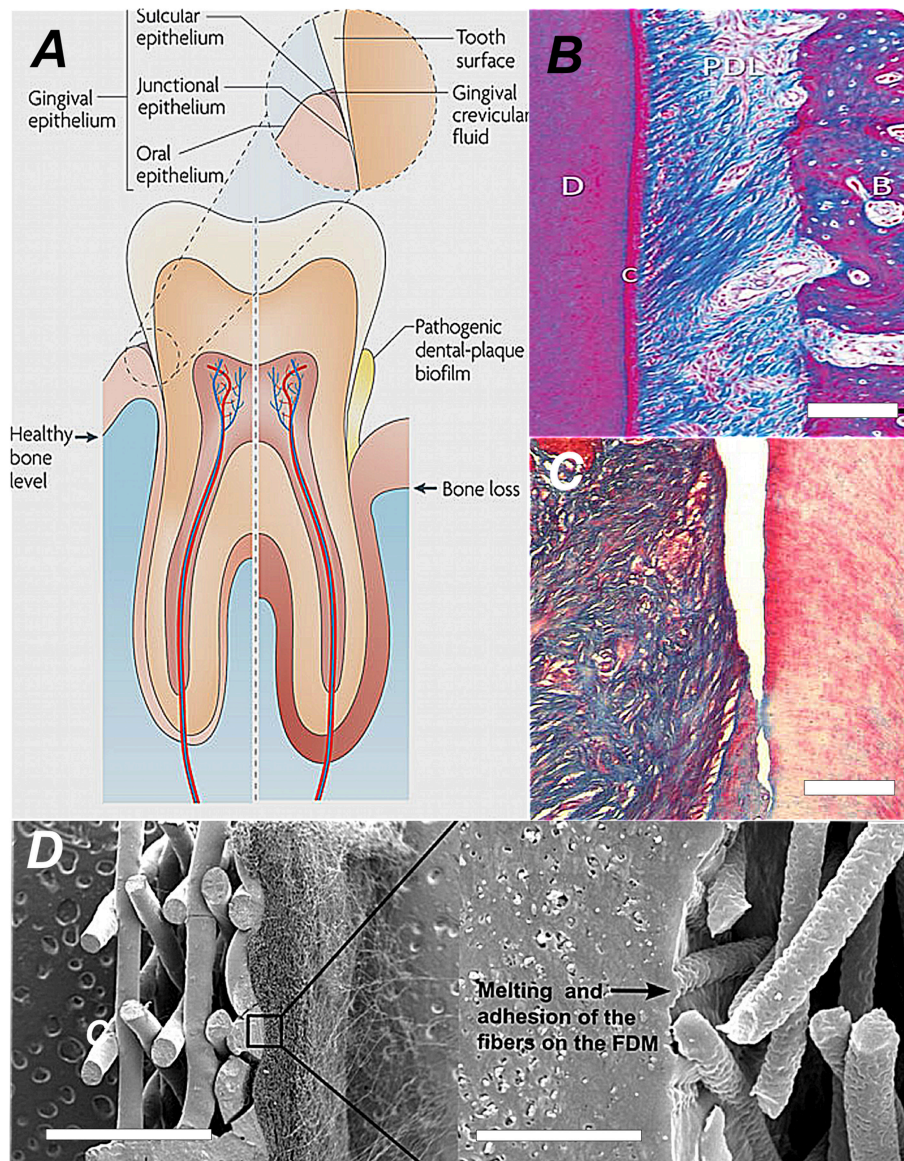 A
Sulcular
epithelium
Junctional
epithelium
Gingival
epithelium
Oral
epithelium
Tooth
surface
Gingival
crevicular
fluid
Pathogenic
dental-plaque
biofilm
Healthy
bone
level
Bone loss
B
PDL
D
B
C
C
D
Melting and
adhesion of the
fibers on the FDM